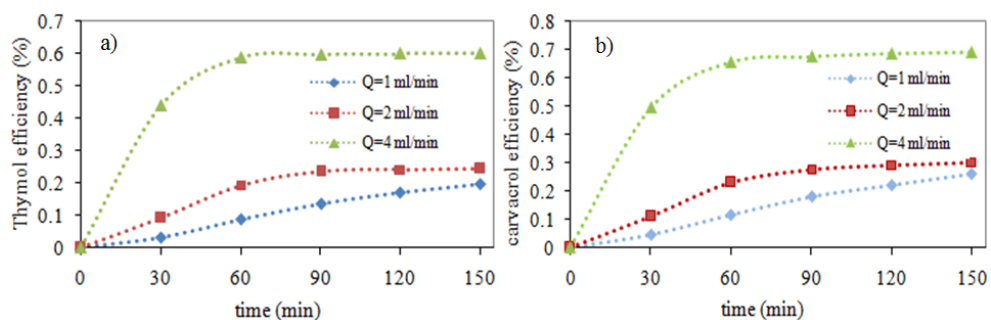 a)
Thymol efficiency (%)
0.7
0.6
0.5
0.4
0.3
0.2
0.1
0
0 30 60 90 120 150
time (min)
Q=1 ml/min
Q=2 ml/min
Q=4 ml/min
b)
carvacrol efficiency (%)
0.8
0.7
0.6
0.5
0.4
0.3
0.2
0.1
0
0 30 60 90 120 150
time (min)
Q=1 ml/min
Q=2 ml/min
Q=4 ml/min